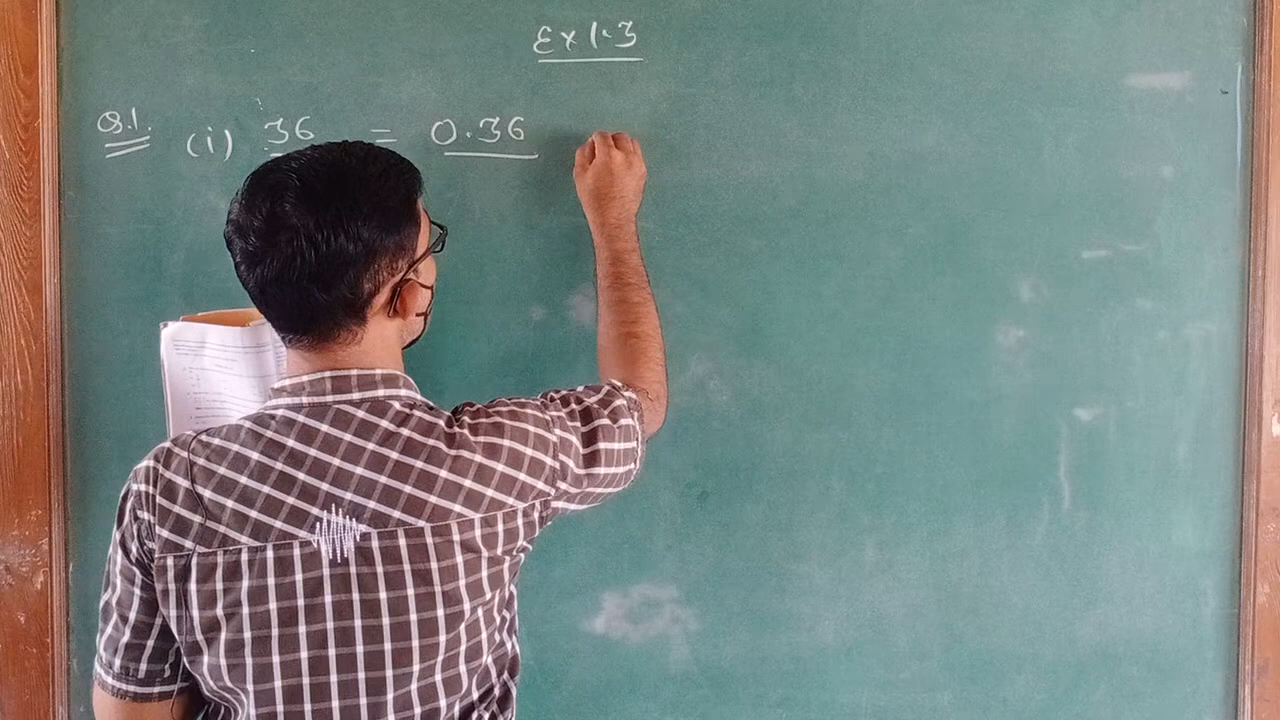 Ex 1.3
Q.1. (i) 36 = 0.36